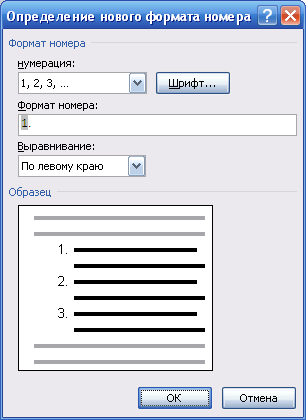 Определение нового формата номера
Формат номера
нумерация:
1, 2, 3, ...
Шрифт...
Формат номера:
1.
Выравнивание:
По левому краю
Образец
1.
2.
3.
ОК
Отмена